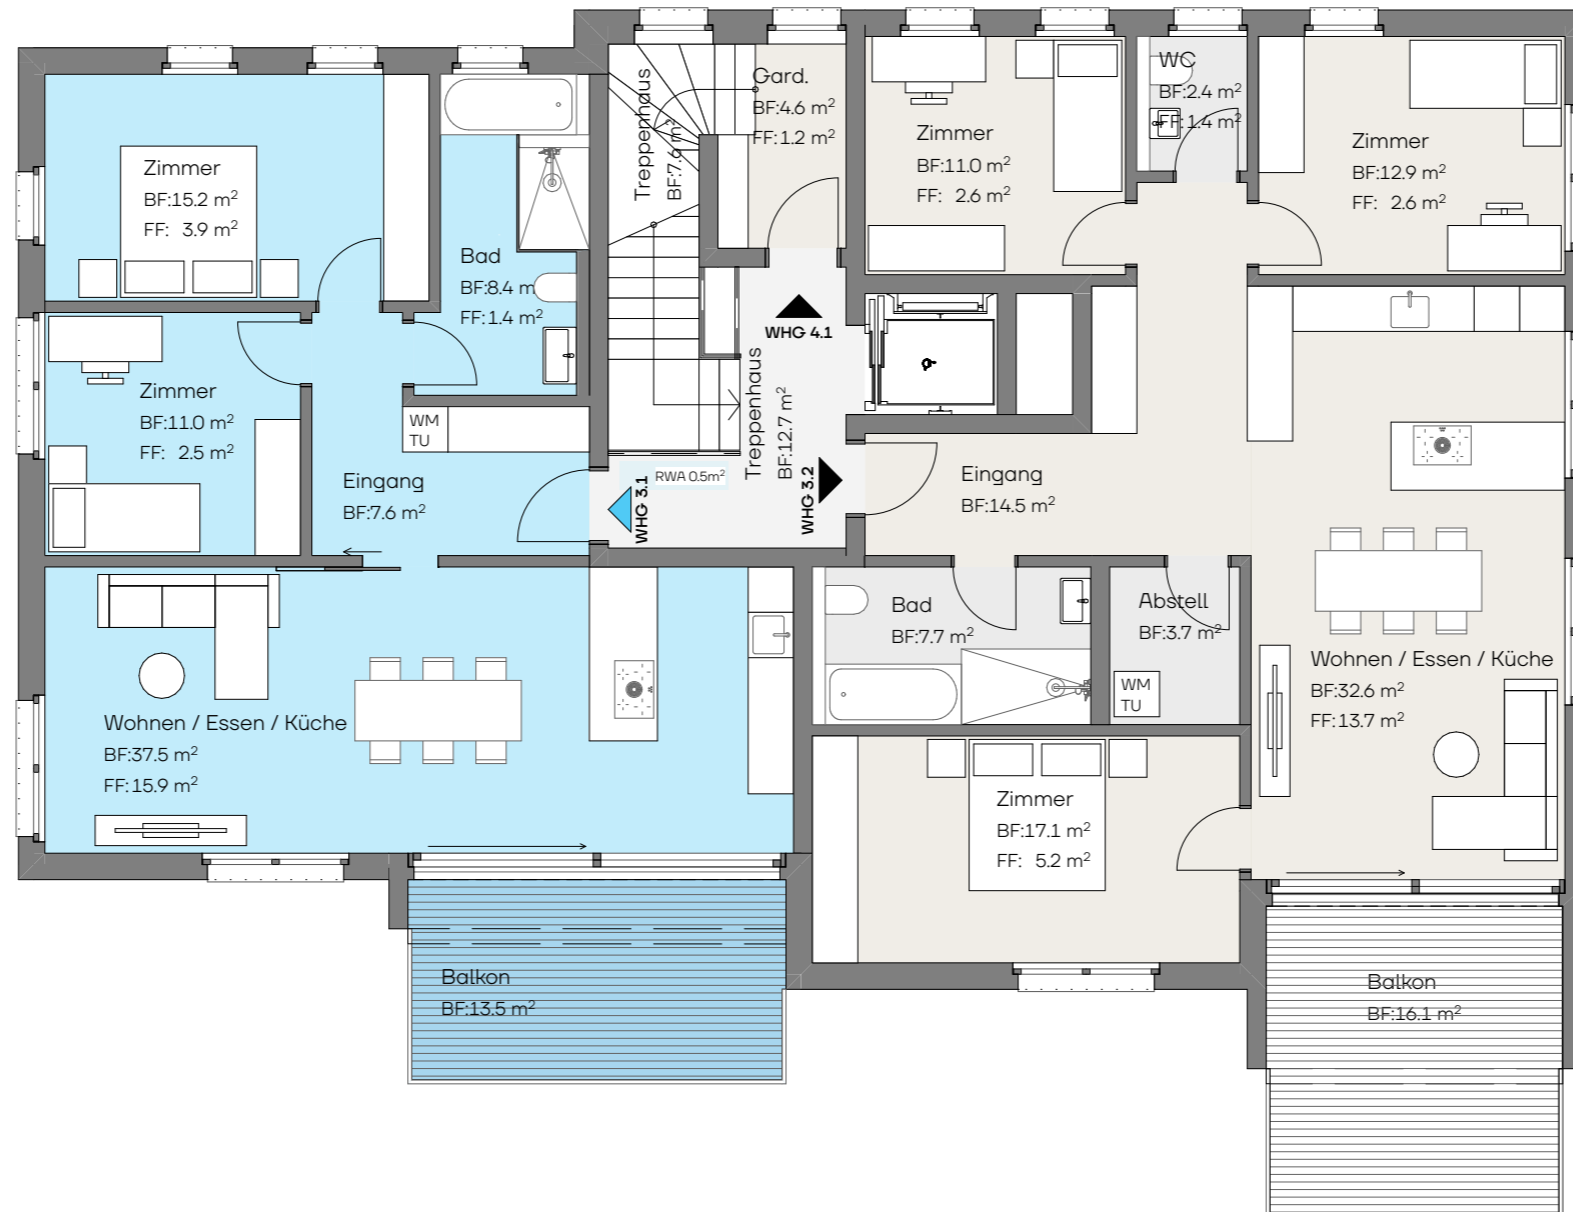 Zimmer
BF:15.2 m²
FF: 3.9 m²
Bad
BF:8.4 m
FF:1.4 m²
Zimmer
BF:11.0 m²
FF: 2.5 m²
WM
TU
Eingang
BF:7.6 m²
Wohnen / Essen / Küche
BF:37.5 m²
FF:15.9 m²
Balkon
BF:13.5 m²
Treppenhaus
BF:7.6 m²
Gard.
BF:4.6 m²
FF:1.2 m²
WHG 4.1
Treppenhaus
BF:12.7 m²
RWA 0.5m²
WHG 3.1
WHG 3.2
Zimmer
BF:11.0 m²
FF: 2.6 m²
WC
BF:2.4 m²
FF:1.4 m²
Zimmer
BF:12.9 m²
FF: 2.6 m²
Eingang
BF:14.5 m²
Bad
BF:7.7 m²
Abstell
BF:3.7 m²
WM
TU
Wohnen / Essen / Küche
BF:32.6 m²
FF:13.7 m²
Zimmer
BF:17.1 m²
FF: 5.2 m²
Balkon
BF:16.1 m²